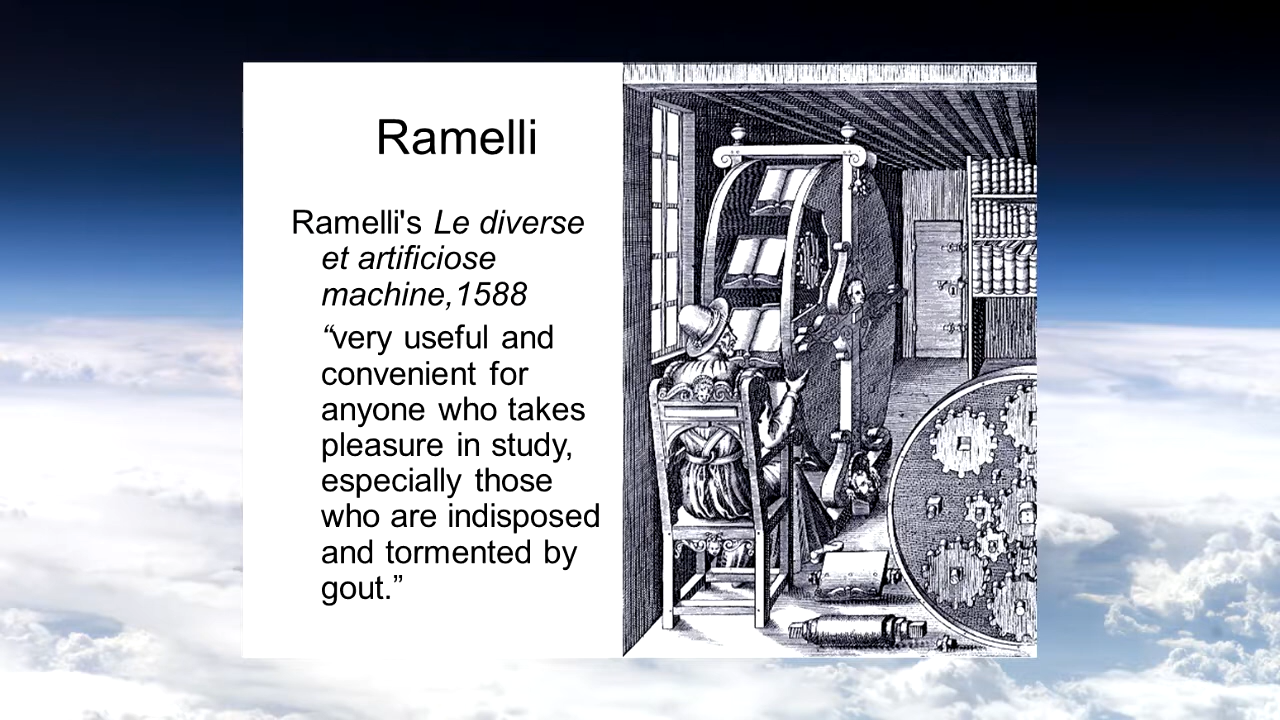 Ramelli
Ramelli's Le diverse
et artificiose
machine,1588
“very useful and
convenient for
anyone who takes
pleasure in study,
especially those
who are indisposed
and tormented by
gout.”